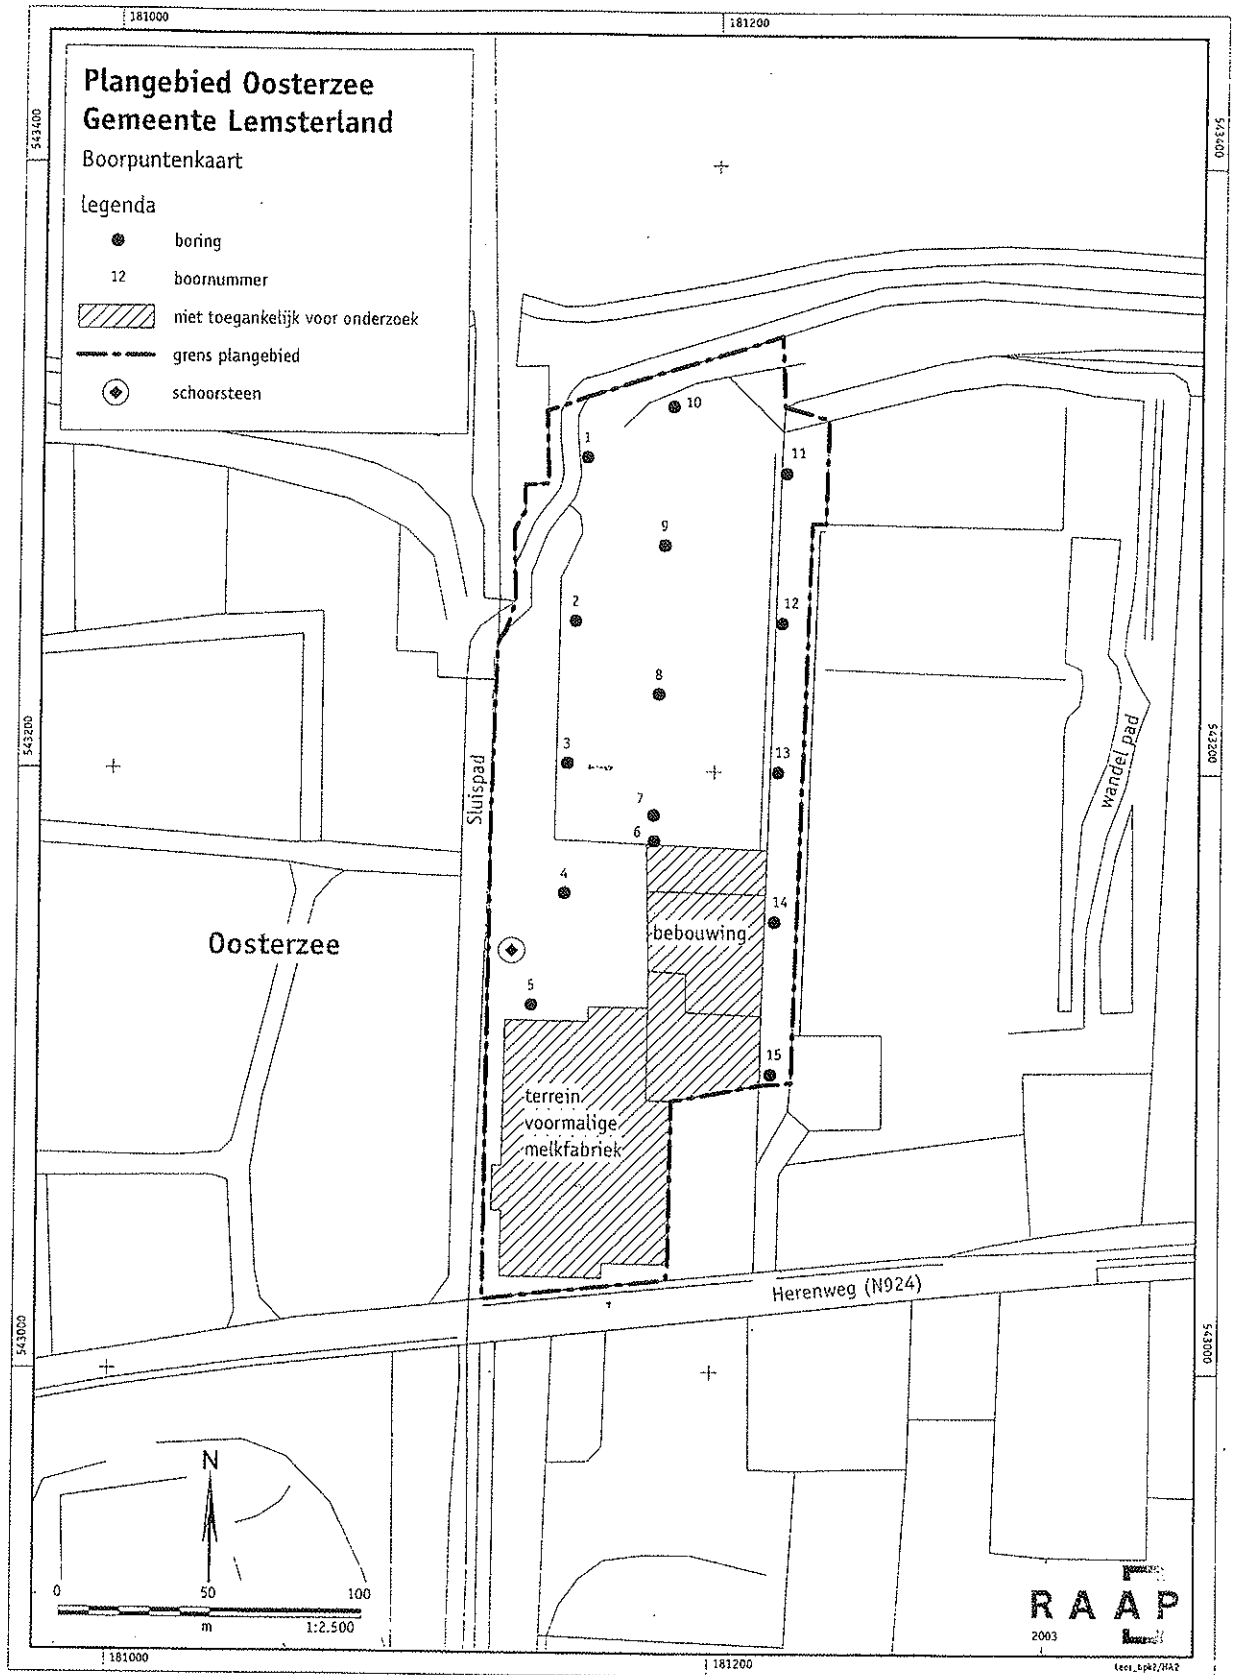 181000
181200
543400
543400
Plangebied Oosterzee
Gemeente Lemsterland
Boorpuntenkaart
legenda
boring
12 boornummer
niet toegankelijk voor onderzoek
grens plangebied
schoorsteen
10
1
11
9
2
12
8
3
13
7
6
4
14
5
15
543200
543200
Sluispad
wandel pad
Oosterzee
bebouwing
terrein
voormalige
melkfabriek
Herenweg (N924)
543000
543000
N
0 50 100
m 1:2.500
RAAP
2003
181000
181200